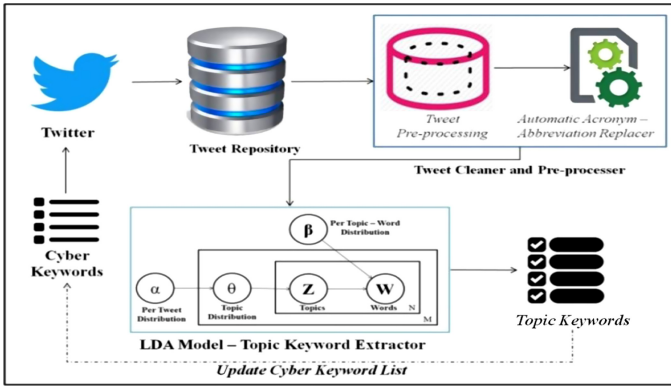 Twitter
Tweet Repository
Tweet
Pre-processing
Automatic Acronym –
Abbreviation Replacer
Tweet Cleaner and Pre-processer
Cyber
Keywords
β
Per Topic – Word
Distribution
α
θ
Z
W
Per Tweet
Distribution
Topic
Distribution
Topics
Words
N
M
Topic Keywords
LDA Model – Topic Keyword Extractor
Update Cyber Keyword List